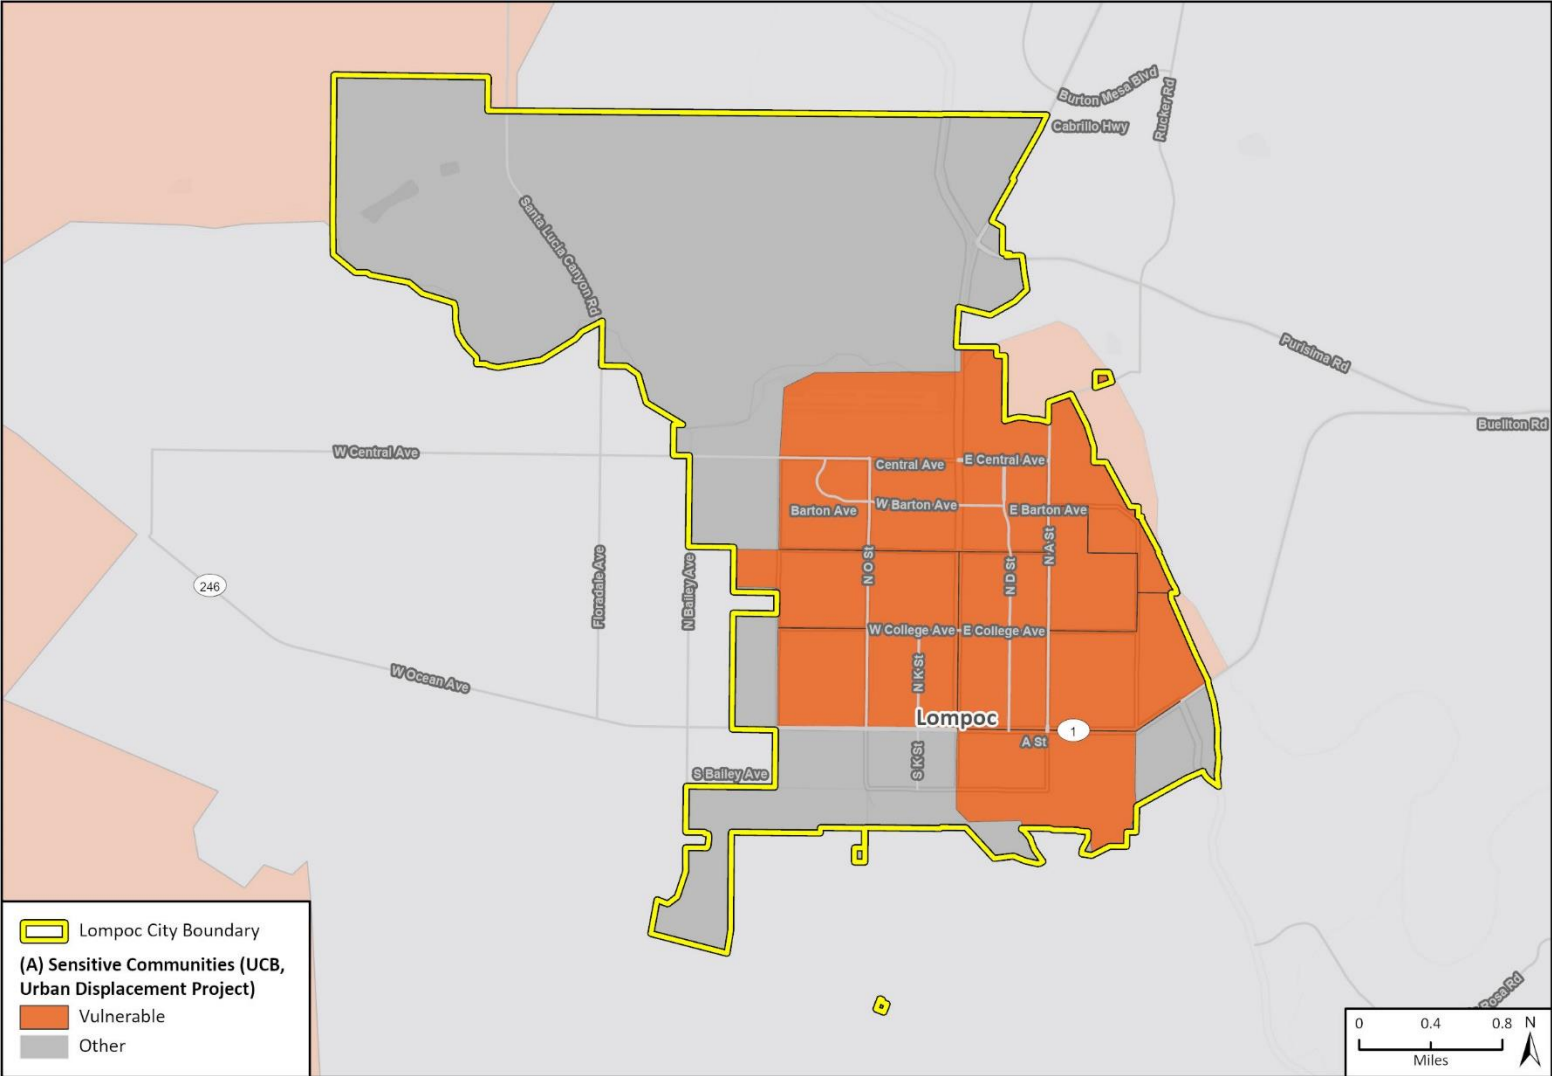 Burton Mesa Blvd
Rucker Rd
Cabrillo Hwy
Santa Lucia Canyon Rd
Purisima Rd
Buellton Rd
W Central Ave
Central Ave
E Central Ave
Barton Ave
W Barton Ave
E Barton Ave
N O St
N D St
N A St
246
Floradale Ave
N Bailey Ave
W College Ave
E College Ave
W Ocean Ave
N K St
Lompoc
1
A St
S K St
S Bailey Ave
Rosa Rd
Lompoc City Boundary
(A) Sensitive Communities (UCB,
Urban Displacement Project)
Vulnerable
Other
0 0.4 0.8 N
Miles